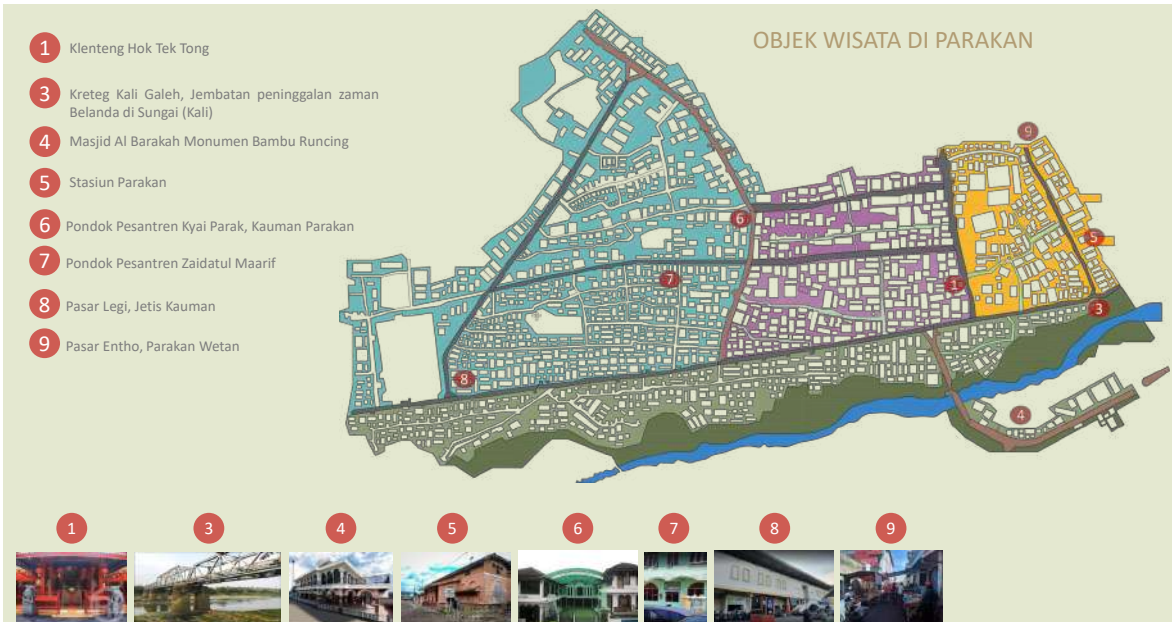 OBJEK WISATA DI PARAKAN
1 Klenteng Hok Tek Tong
3 Kreteg Kali Galeh, Jembatan peninggalan zaman
Belanda di Sungai (Kali)
4 Masjid Al Barakah Monumen Bambu Runcing
5 Stasiun Parakan
6 Pondok Pesantren Kyai Parak, Kauman Parakan
7 Pondok Pesantren Zaidatul Maarif
8 Pasar Legi, Jetis Kauman
9 Pasar Entho, Parakan Wetan
9
6
5
7
1
3
8
4
1 3 4 5 6 7 8 9